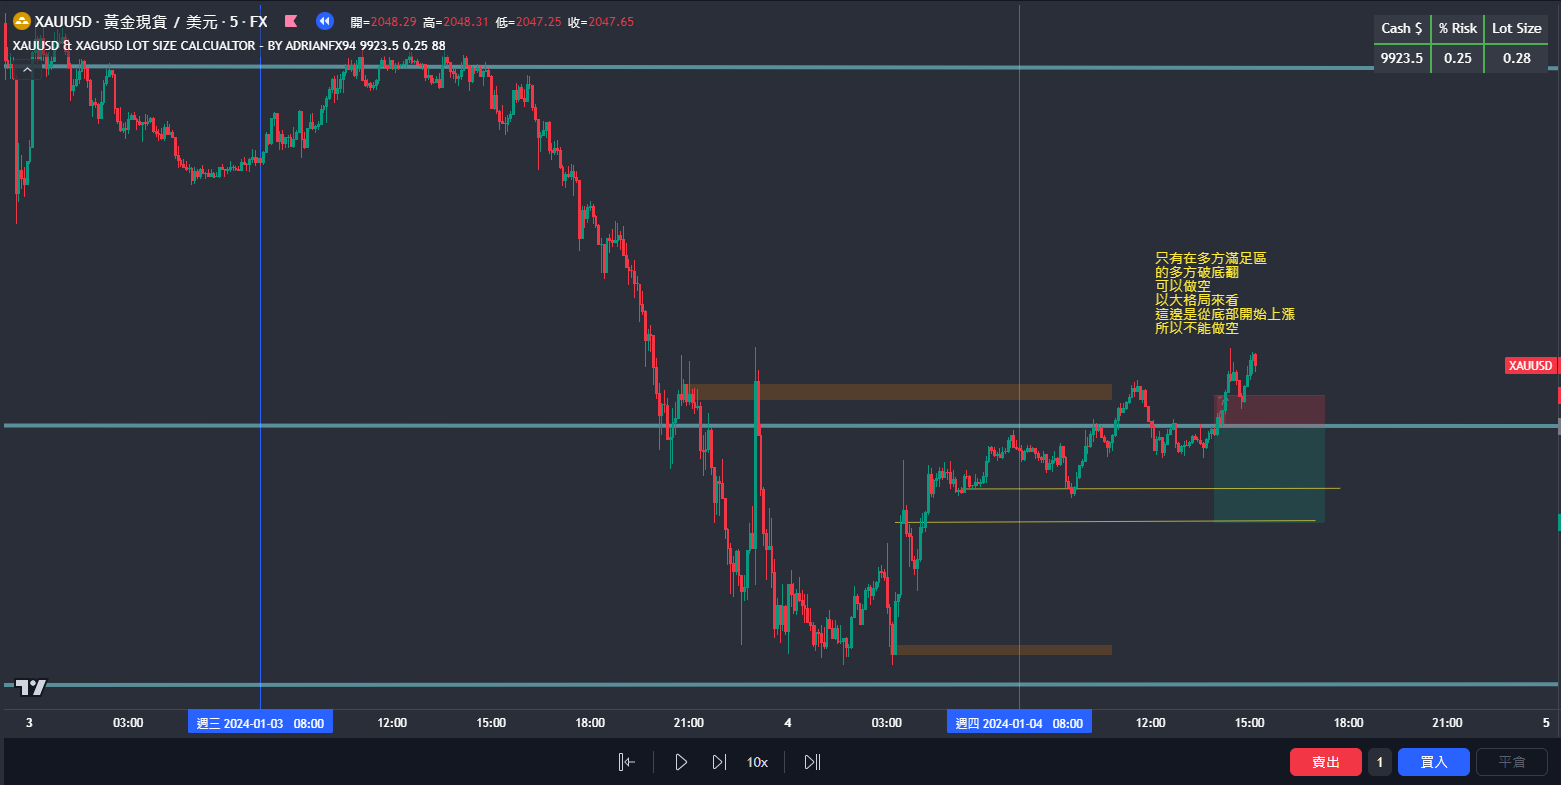 XAUUSD · 黃金現貨 / 美元 · 5 · FX 開=2048.29 高=2048.31 低=2047.25 收=2047.65
XAUUSD & XAGUSD LOT SIZE CALCUALTOR - BY ADRIANFX94 9923.5 0.25 88
Cash $ % Risk Lot Size
9923.5 0.25 0.28
只有在多方滿足區
的多方破底翻
可以做空
以大格局來看
這邊是從底部開始上漲
所以不能做空
XAUUSD
3 03:00 週三 2024-01-03 08:00 12:00 15:00 18:00 21:00 4 03:00 週四 2024-01-04 08:00 12:00 15:00 18:00 21:00 5
10x
賣出 1 買入 平倉